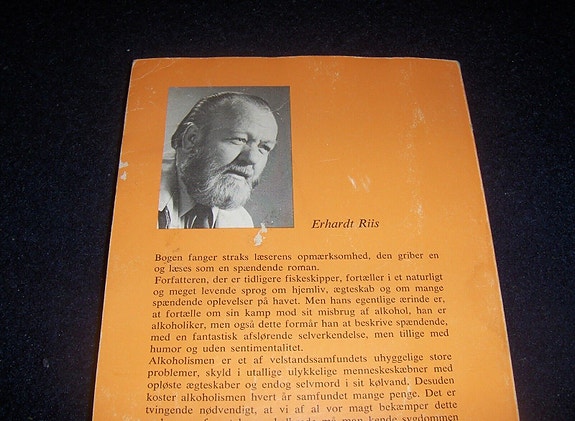 Erhardt Riis
Bogen fanger straks læserens opmærksomhed, den griber en
og læses som en spændende roman.
Forfatteren, der er tidligere fiskeskipper, fortæller i et naturligt
og meget levende sprog om hjemliv, ægteskab og om mange
spændende oplevelser på havet. Men hans egentlige ærinde er,
at fortælle om sin kamp mod sit misbrug af alkohol, han er
alkoholiker, men også dette formår han at beskrive spændende,
med en fantastisk afslørende selverkendelse, men tillige med
humor og uden sentimentalitet.
Alkoholismen er et af velstandssamfundets uhyggelige store
problemer, skyld i utallige ulykkelige menneskeskæbner med
opløste ægteskaber og endog selvmord i sit kølvand. Desuden
koster alkoholismen hvert år samfundet mange penge. Det er
tvingende nødvendigt, at vi af al vor magt bekæmper dette
må man kende sygdommen